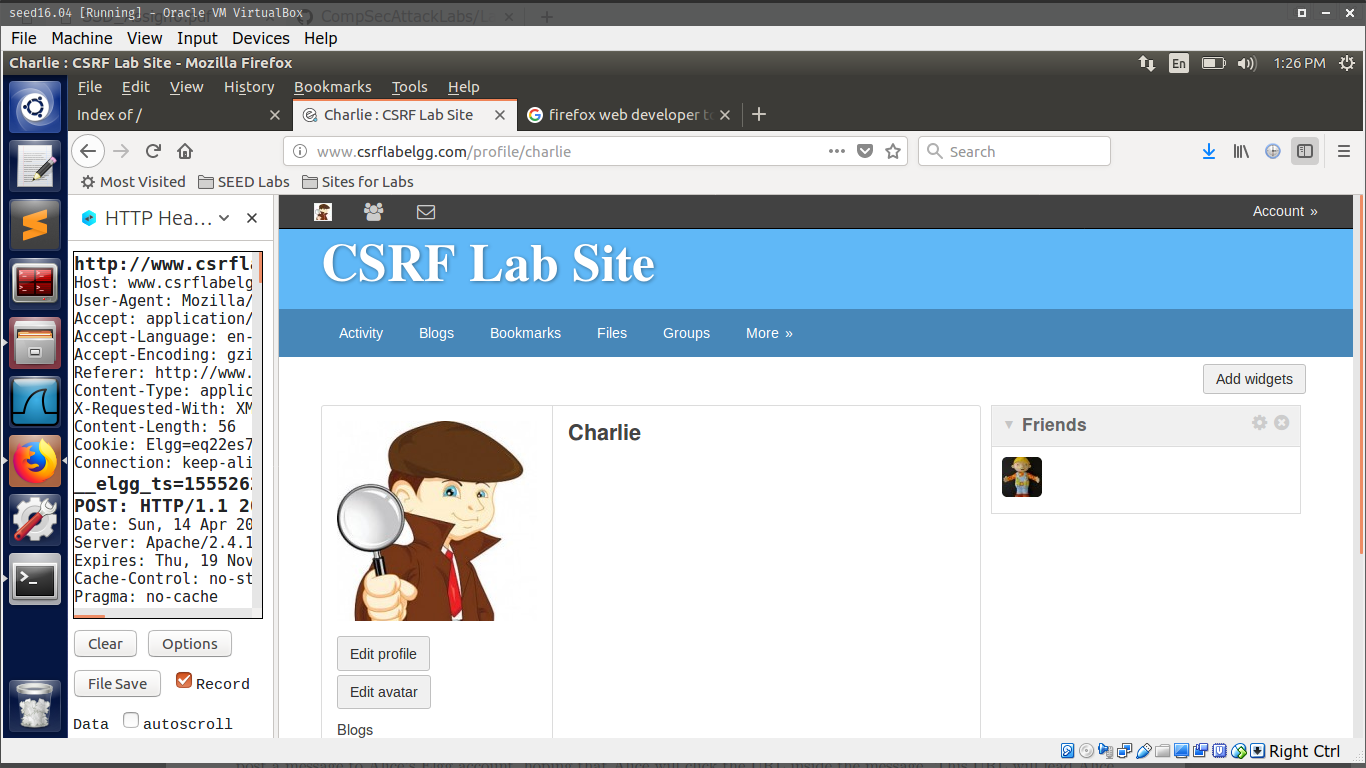 seed16.04 [Running] - Oracle VM VirtualBox
File Machine View Input Devices Help
Charlie : CSRF Lab Site - Mozilla Firefox
En
1:26 PM
File Edit View History Bookmarks Tools Help
Index of /
Charlie : CSRF Lab Site
firefox web developer to
www.csrflabelgg.com/profile/charlie
Search
Most Visited
SEED Labs
Sites for Labs
HTTP Hea...
http://www.csrfl
Host: www.csrflabelg
User-Agent: Mozilla/
Accept: application/
Accept-Language: en-
Accept-Encoding: gzi
Referer: http://www.
Content-Type: applic
X-Requested-With: XM
Content-Length: 56
Cookie: Elgg=eq22es7
Connection: keep-ali
__elgg_ts=155526
POST: HTTP/1.1 20
Date: Sun, 14 Apr 20
Server: Apache/2.4.1
Expires: Thu, 19 Nov
Cache-Control: no-st
Pragma: no-cache
Clear
Options
File Save
Record
Data
autoscroll
Account »
CSRF Lab Site
Activity
Blogs
Bookmarks
Files
Groups
More »
Add widgets
Charlie
Friends
Edit profile
Edit avatar
Blogs
Right Ctrl